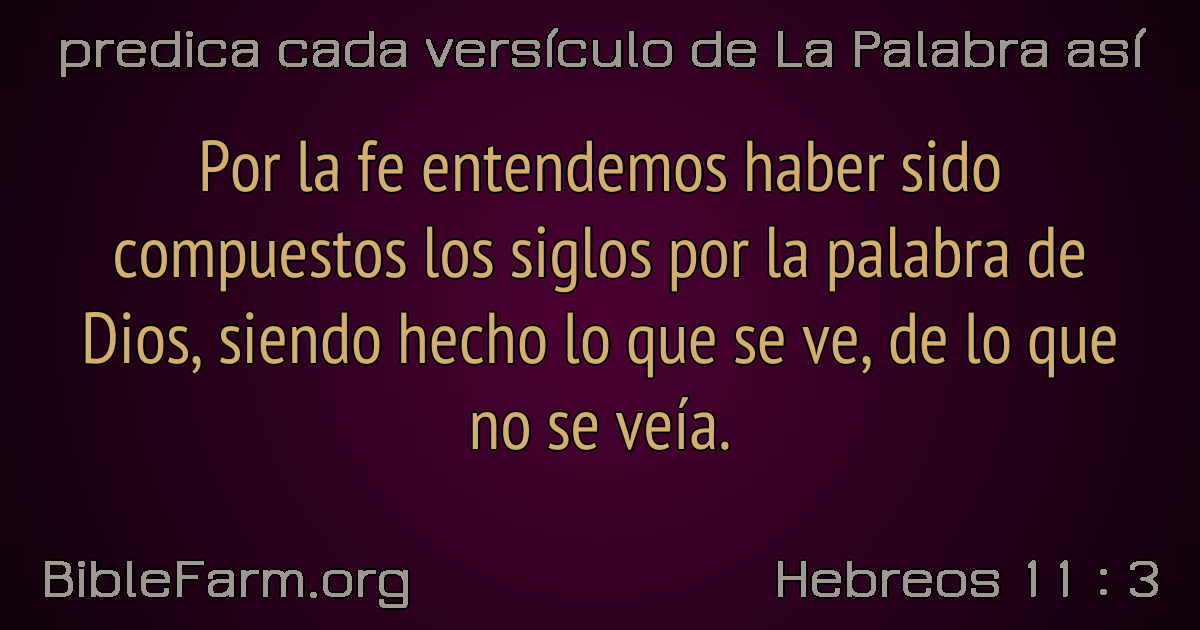 predica cada versículo de La Palabra así
Por la fe entendemos haber sido
compuestos los siglos por la palabra de
Dios, siendo hecho lo que se ve, de lo que
no se veía.
BibleFarm.org
Hebreos 11 : 3